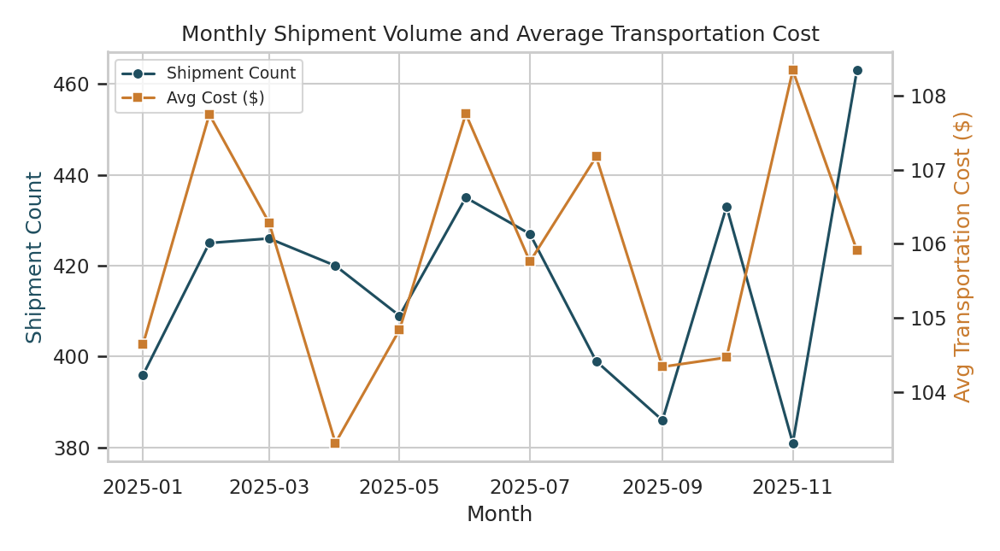 Monthly Shipment Volume and Average Transportation Cost
Shipment Count
Avg Cost ($)
Shipment Count
460
440
420
400
380
108
107
106
105
104
Avg Transportation Cost ($)
2025-01 2025-03 2025-05 2025-07 2025-09 2025-11
Month